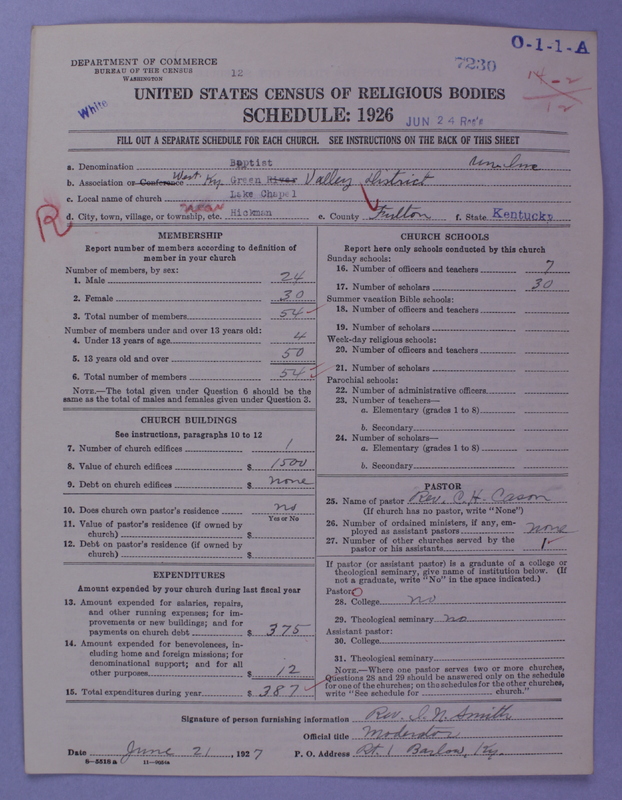 O-1-1-A
DEPARTMENT OF COMMERCE
BUREAU OF THE CENSUS
WASHINGTON
12
7230
14-2
12
White
UNITED STATES CENSUS OF RELIGIOUS BODIES
SCHEDULE: 1926
JUN 24 Rec'd
FILL OUT A SEPARATE SCHEDULE FOR EACH CHURCH. SEE INSTRUCTIONS ON THE BACK OF THIS SHEET
a. Denomination Baptist
b. Association or Conference West Ky Green River Valley district
c. Local name of church Lake Chapel
d. City, town, village, or township, etc. near Hickman e. County Fulton f. State Kentucky
R
MEMBERSHIP
Report number of members according to definition of
member in your church
Number of members, by sex:
1. Male 24
2. Female 30
3. Total number of members 54
Number of members under and over 13 years old:
4. Under 13 years of age 4
5. 13 years old and over 50
6. Total number of members 54
NOTE.—The total given under Question 6 should be the
same as the total of males and females given under Question 3.
CHURCH BUILDINGS
See instructions, paragraphs 10 to 12
7. Number of church edifices 1
8. Value of church edifices $ 1500
9. Debt on church edifices $ none
10. Does church own pastor's residence no
Yes or No
11. Value of pastor's residence (if owned by
church) $
12. Debt on pastor's residence (if owned by
church) $
EXPENDITURES
Amount expended by your church during last fiscal year
13. Amount expended for salaries, repairs,
and other running expenses; for im-
provements or new buildings; and for
payments on church debt $ 375
14. Amount expended for benevolences, in-
cluding home and foreign missions; for
denominational support; and for all
other purposes $ 12
15. Total expenditures during year $ 387
CHURCH SCHOOLS
Report here only schools conducted by this church
Sunday schools:
16. Number of officers and teachers 7
17. Number of scholars 30
Summer vacation Bible schools:
18. Number of officers and teachers
19. Number of scholars
Week-day religious schools:
20. Number of officers and teachers
21. Number of scholars
Parochial schools:
22. Number of administrative officers
23. Number of teachers—
a. Elementary (grades 1 to 8)
b. Secondary
24. Number of scholars—
a. Elementary (grades 1 to 8)
b. Secondary
PASTOR
25. Name of pastor Rev. C. H. Cason
(If church has no pastor, write "None")
26. Number of ordained ministers, if any, em-
ployed as assistant pastors none
27. Number of other churches served by the
pastor or his assistants 1
If pastor (or assistant pastor) is a graduate of a college or
theological seminary, give name of institution below. (If
not a graduate, write "No" in the space indicated.)
Pastor:
28. College no
29. Theological seminary no
Assistant pastor:
30. College
31. Theological seminary
NOTE.—Where one pastor serves two or more churches,
Questions 28 and 29 should be answered only on the schedule
for one of the churches; on the schedules for the other churches,
write "See schedule for church."
Signature of person furnishing information Rev. I. N. Smith
Official title Moderator
Date June 21, 1927 P. O. Address Rt. 1 Barlow, Ky.